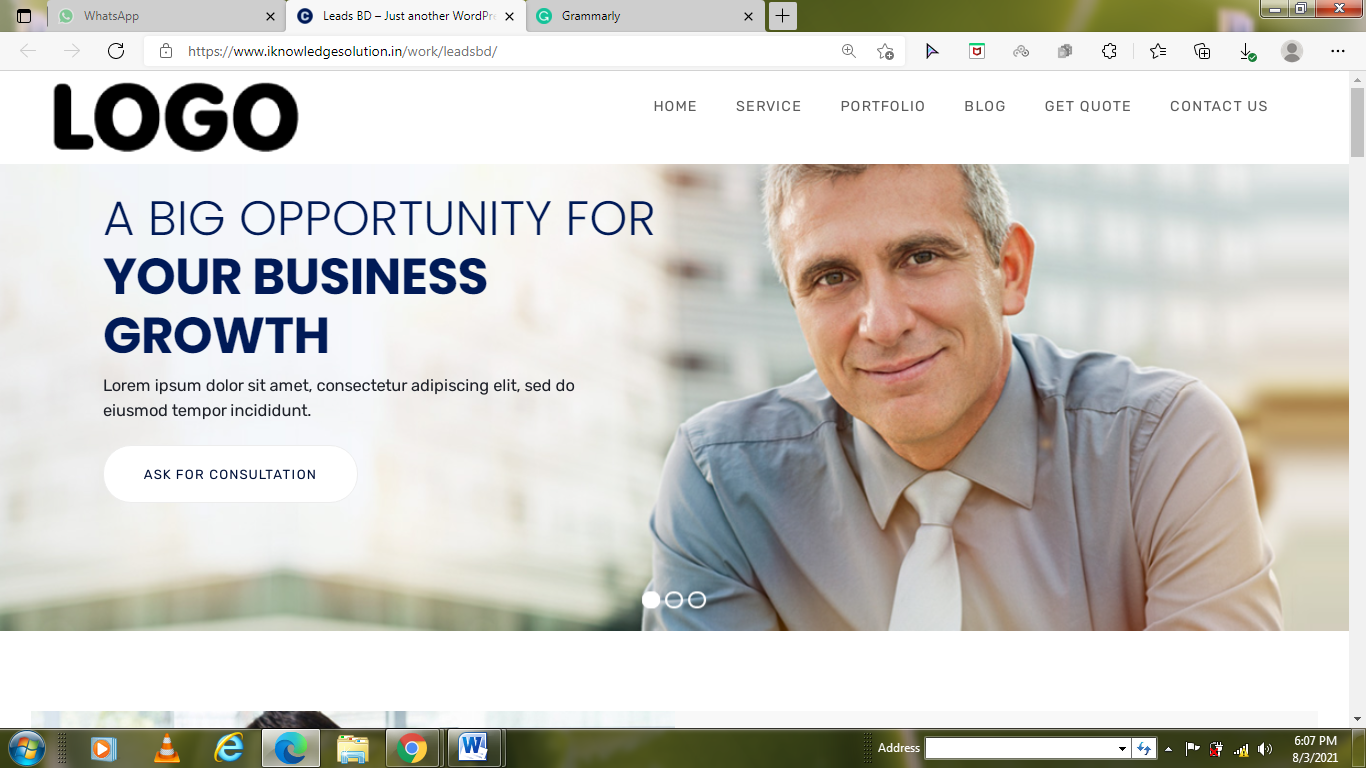 WhatsApp
Leads BD – Just another WordPre
Grammarly
https://www.iknowledgesolution.in/work/leadsbd/
LOGO
HOME SERVICE PORTFOLIO BLOG GET QUOTE CONTACT US
A BIG OPPORTUNITY FOR
YOUR BUSINESS
GROWTH
Lorem ipsum dolor sit amet, consectetur adipiscing elit, sed do
eiusmod tempor incididunt.
ASK FOR CONSULTATION
Address
6:07 PM
8/3/2021